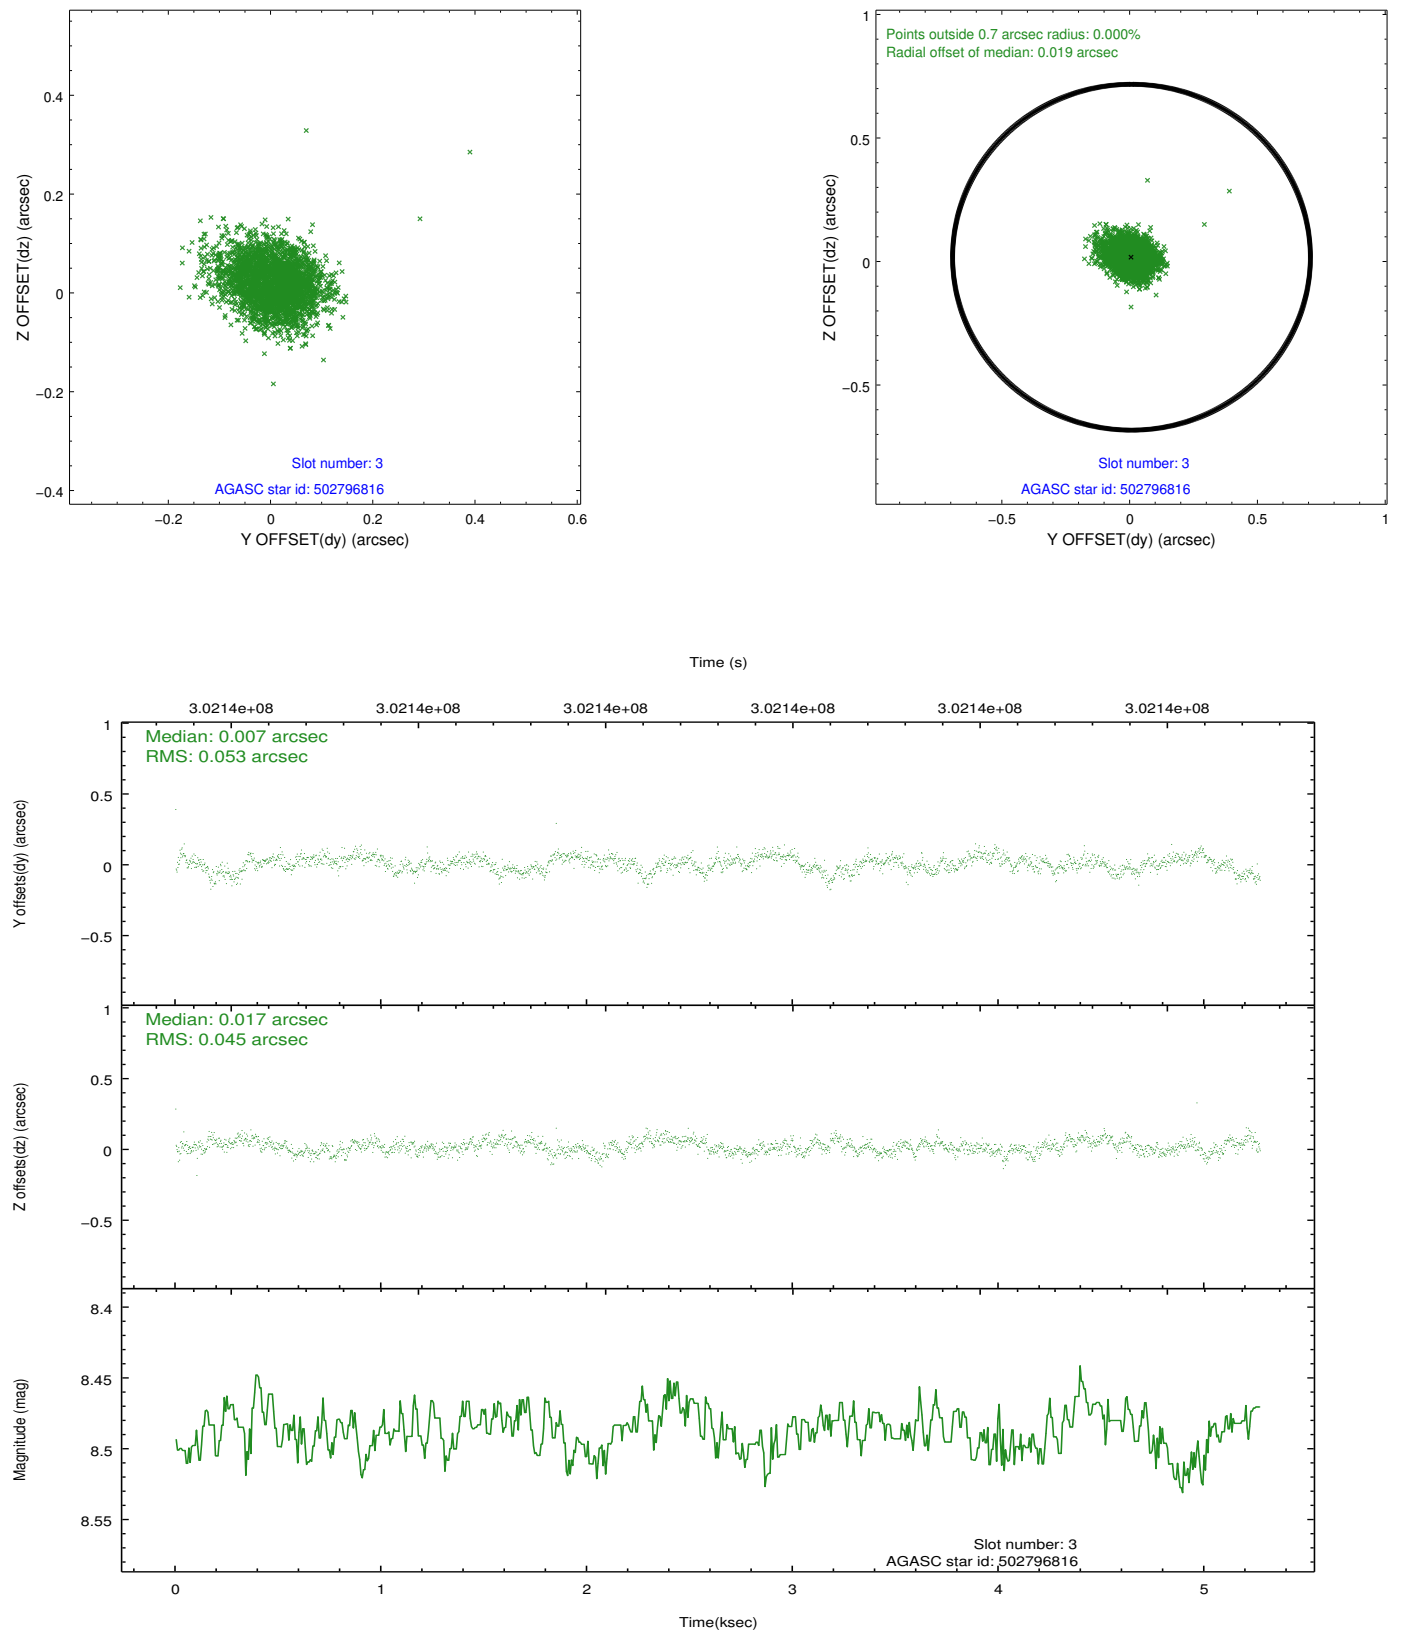 0.4
0.2
0
−0.2
−0.4
Z OFFSET(dz) (arcsec)
Slot number: 3
AGASC star id: 502796816
−0.2
0
0.2
0.4
0.6
Y OFFSET(dy) (arcsec)
Points outside 0.7 arcsec radius: 0.000%
Radial offset of median: 0.019 arcsec
1
0.5
0
−0.5
Z OFFSET(dz) (arcsec)
Slot number: 3
AGASC star id: 502796816
−0.5
0
0.5
1
Y OFFSET(dy) (arcsec)
Time (s)
3.0214e+08 3.0214e+08 3.0214e+08 3.0214e+08 3.0214e+08 3.0214e+08
Median: 0.007 arcsec
RMS: 0.053 arcsec
1
0.5
0
−0.5
Y offsets(dy) (arcsec)
Median: 0.017 arcsec
RMS: 0.045 arcsec
1
0.5
0
−0.5
Z offsets(dz) (arcsec)
8.4
8.45
8.5
8.55
Magnitude (mag)
Slot number: 3
AGASC star id: 502796816
0 1 2 3 4 5
Time(ksec)